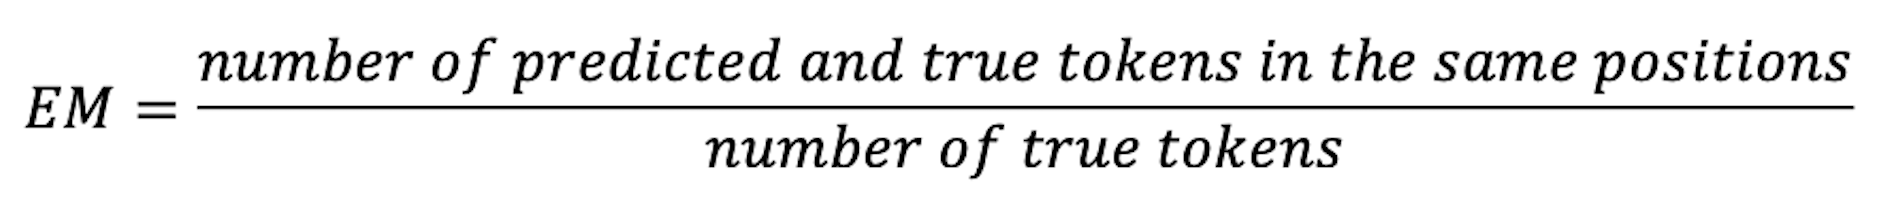 EM = number of predicted and true tokens in the same positions
number of true tokens